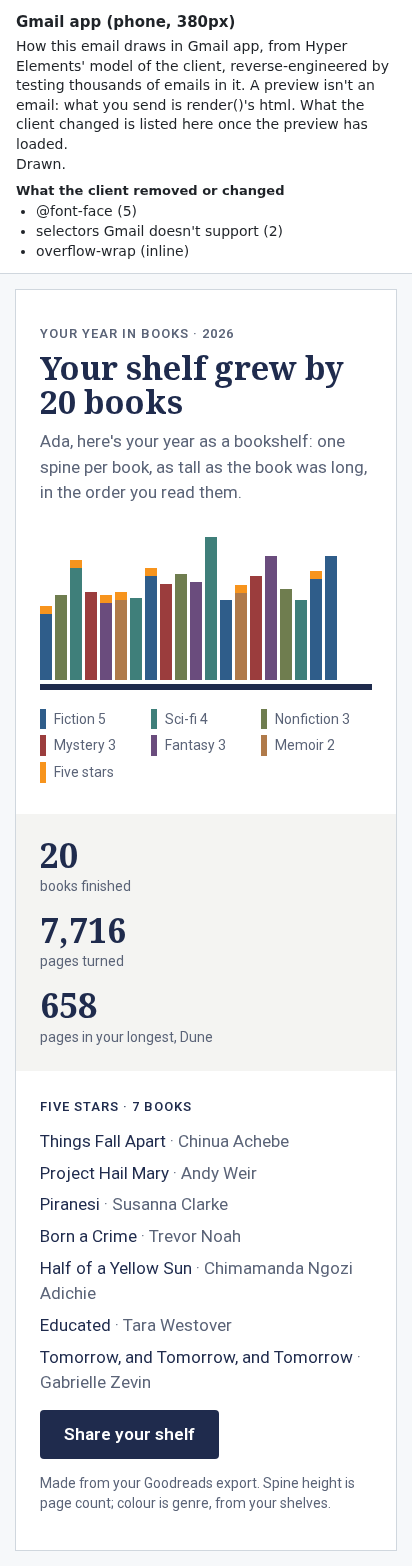 Gmail app (phone, 380px)
How this email draws in Gmail app, from Hyper
Elements' model of the client, reverse-engineered by
testing thousands of emails in it. A preview isn't an
email: what you send is render()'s html. What the
client changed is listed here once the preview has
loaded.
Drawn.
What the client removed or changed
• @font-face (5)
• selectors Gmail doesn't support (2)
• overflow-wrap (inline)
YOUR YEAR IN BOOKS · 2026
Your shelf grew by
20 books
Ada, here's your year as a bookshelf: one
spine per book, as tall as the book was long,
in the order you read them.
Fiction 5 Sci-fi 4 Nonfiction 3
Mystery 3 Fantasy 3 Memoir 2
Five stars
20
books finished
7,716
pages turned
658
pages in your longest, Dune
FIVE STARS · 7 BOOKS
Things Fall Apart · Chinua Achebe
Project Hail Mary · Andy Weir
Piranesi · Susanna Clarke
Born a Crime · Trevor Noah
Half of a Yellow Sun · Chimamanda Ngozi
Adichie
Educated · Tara Westover
Tomorrow, and Tomorrow, and Tomorrow ·
Gabrielle Zevin
Share your shelf
Made from your Goodreads export. Spine height is
page count; colour is genre, from your shelves.